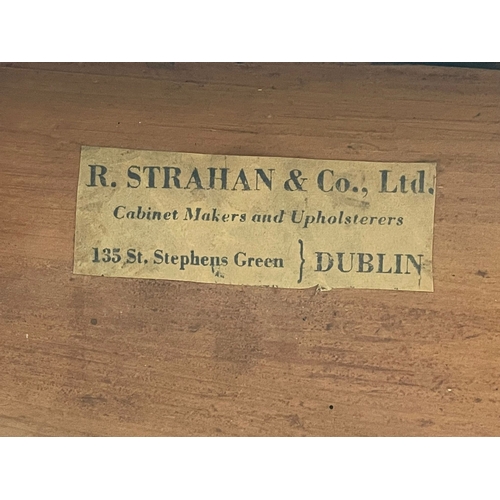 R. STRAHAN & Co., Ltd.
Cabinet Makers and Upholsterers
135 St. Stephens Green } DUBLIN